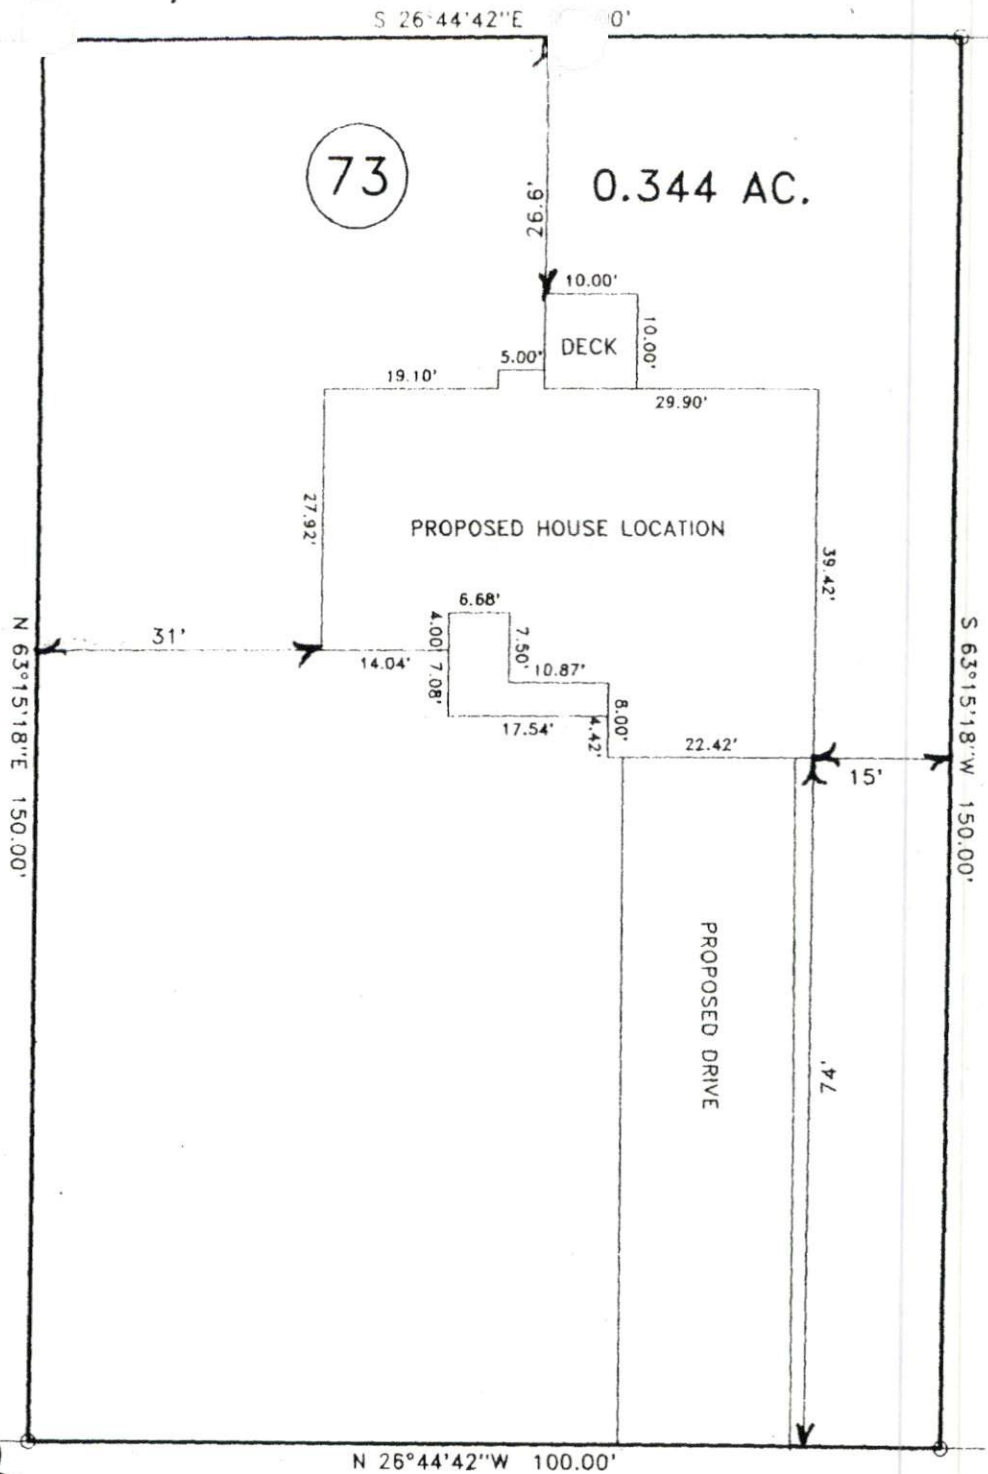 S 26°44'42"E 0'
73
0.344 AC.
26.6'
10.00'
DECK
10.00'
5.00'
19.10'
29.90'
27.92'
PROPOSED HOUSE LOCATION
39.42'
6.68'
4.00'
7.50'
31'
14.04'
7.08'
10.87'
8.00'
17.54'
4.42'
22.42'
15'
N 63°15'18"E 150.00'
S 63°15'18"W 150.00'
PROPOSED DRIVE
74'
N 26°44'42"W 100.00'